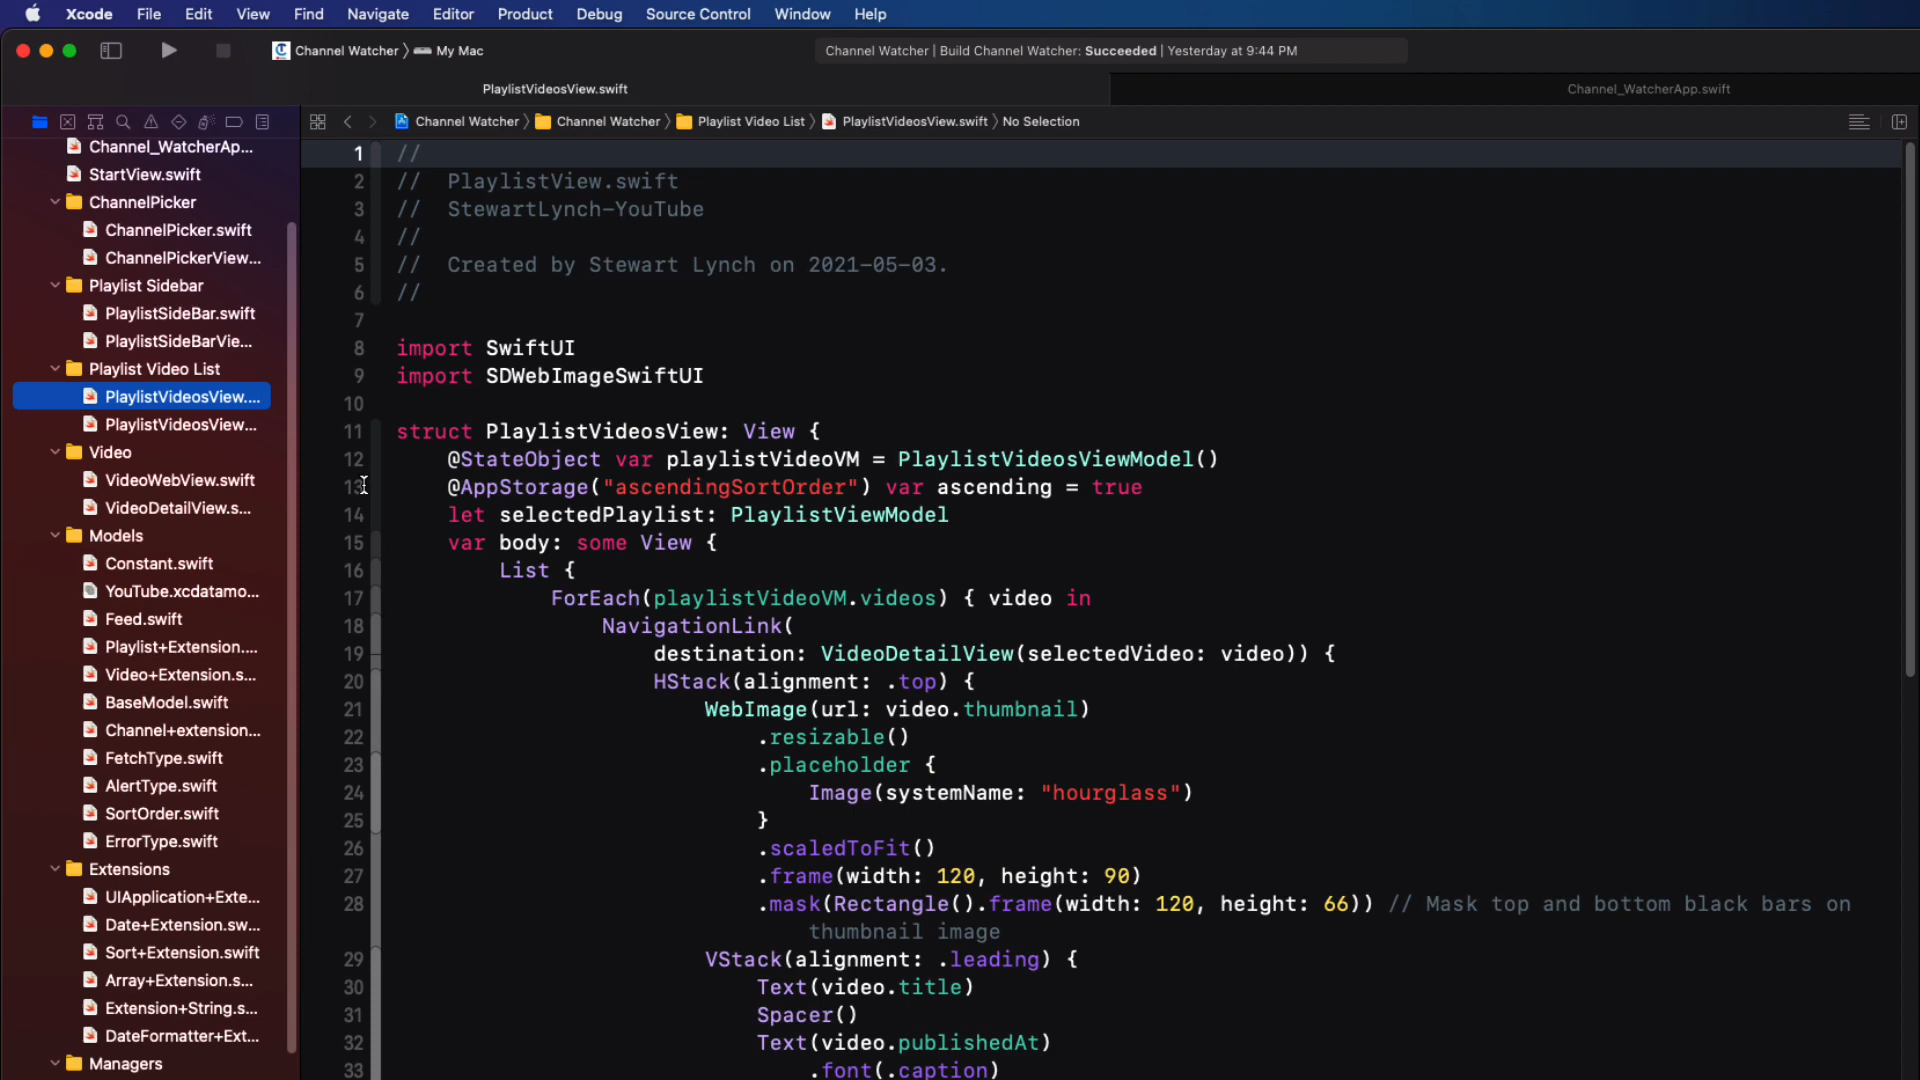 Xcode File Edit View Find Navigate Editor Product Debug Source Control Window Help
Channel Watcher My Mac
Channel Watcher | Build Channel Watcher: Succeeded | Yesterday at 9:44 PM
PlaylistVideosView.swift
Channel_WatcherApp.swift
Channel Watcher Channel Watcher Playlist Video List PlaylistVideosView.swift No Selection
Channel_WatcherAp...
StartView.swift
ChannelPicker
ChannelPicker.swift
ChannelPickerView...
Playlist Sidebar
PlaylistSideBar.swift
PlaylistSideBarVie...
Playlist Video List
PlaylistVideosView....
PlaylistVideosView...
Video
VideoWebView.swift
VideoDetailView.s...
Models
Constant.swift
YouTube.xcdatamo...
Feed.swift
Playlist+Extension....
Video+Extension.s...
BaseModel.swift
Channel+extension...
FetchType.swift
AlertType.swift
SortOrder.swift
ErrorType.swift
Extensions
UIApplication+Exte...
Date+Extension.sw...
Sort+Extension.swift
Array+Extension.s...
Extension+String.s...
DateFormatter+Ext...
Managers
1 //
2 //  PlaylistView.swift
3 //  StewartLynch-YouTube
4 //
5 //  Created by Stewart Lynch on 2021-05-03.
6 //
7
8 import SwiftUI
9 import SDWebImageSwiftUI
10
11 struct PlaylistVideosView: View {
12     @StateObject var playlistVideoVM = PlaylistVideosViewModel()
13     @AppStorage("ascendingSortOrder") var ascending = true
14     let selectedPlaylist: PlaylistViewModel
15     var body: some View {
16         List {
17             ForEach(playlistVideoVM.videos) { video in
18                 NavigationLink(
19                     destination: VideoDetailView(selectedVideo: video)) {
20                     HStack(alignment: .top) {
21                         WebImage(url: video.thumbnail)
22                             .resizable()
23                             .placeholder {
24                                 Image(systemName: "hourglass")
25                             }
26                             .scaledToFit()
27                             .frame(width: 120, height: 90)
28                             .mask(Rectangle().frame(width: 120, height: 66)) // Mask top and bottom black bars on
thumbnail image
29                         VStack(alignment: .leading) {
30                             Text(video.title)
31                             Spacer()
32                             Text(video.publishedAt)
33                                 .font(.caption)